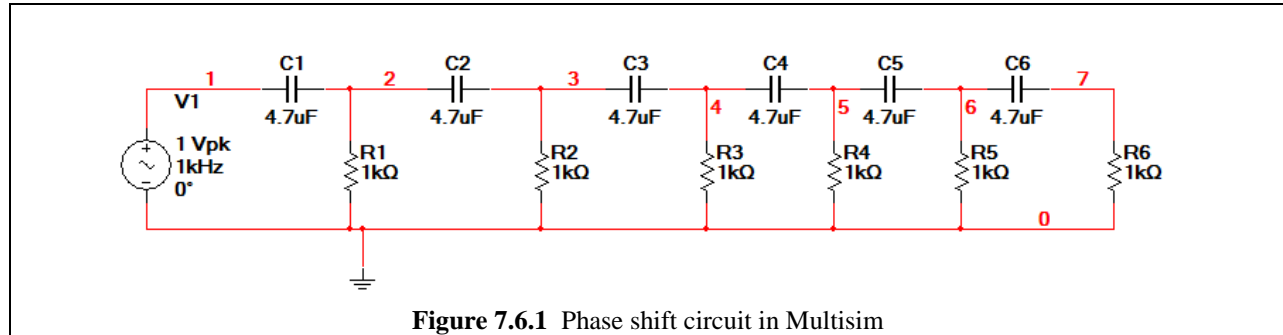 C1 C2 C3 C4 C5 C6
1 2 3 7
V1 4.7uF 4.7uF 4.7uF 4 4.7uF 5 4.7uF 6 4.7uF
1 Vpk
1kHz
0°
R1 R2 R3 R4 R5 R6
1kΩ 1kΩ 1kΩ 1kΩ 1kΩ 1kΩ
0
Figure 7.6.1 Phase shift circuit in Multisim